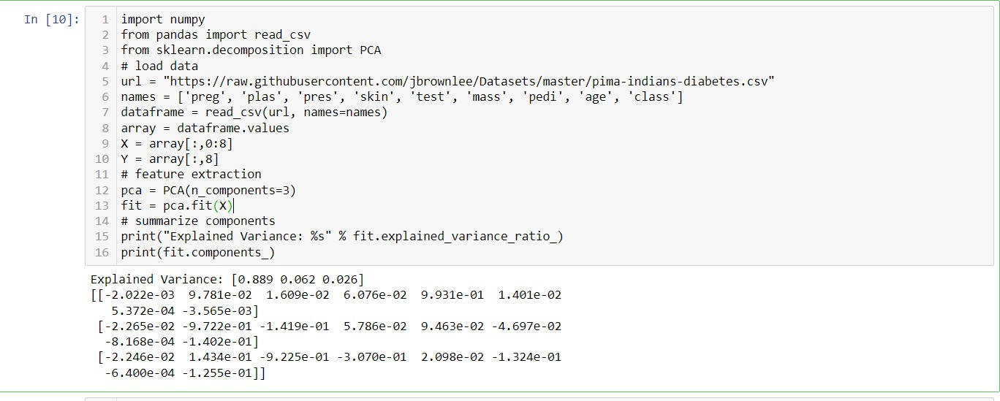 In [10]:
1 import numpy
2 from pandas import read_csv
3 from sklearn.decomposition import PCA
4 # load data
5 url = "https://raw.githubusercontent.com/jbrownlee/Datasets/master/pima-indians-diabetes.csv"
6 names = ['preg', 'plas', 'pres', 'skin', 'test', 'mass', 'pedi', 'age', 'class']
7 dataframe = read_csv(url, names=names)
8 array = dataframe.values
9 X = array[:,0:8]
10 Y = array[:,8]
11 # feature extraction
12 pca = PCA(n_components=3)
13 fit = pca.fit(X)
14 # summarize components
15 print("Explained Variance: %s" % fit.explained_variance_ratio_)
16 print(fit.components_)
Explained Variance: [0.889 0.062 0.026]
[[-2.022e-03  9.781e-02  1.609e-02  6.076e-02  9.931e-01  1.401e-02
   5.372e-04 -3.565e-03]
 [-2.265e-02 -9.722e-01 -1.419e-01  5.786e-02  9.463e-02 -4.697e-02
  -8.168e-04 -1.402e-01]
 [-2.246e-02  1.434e-01 -9.225e-01 -3.070e-01  2.098e-02 -1.324e-01
  -6.400e-04 -1.255e-01]]